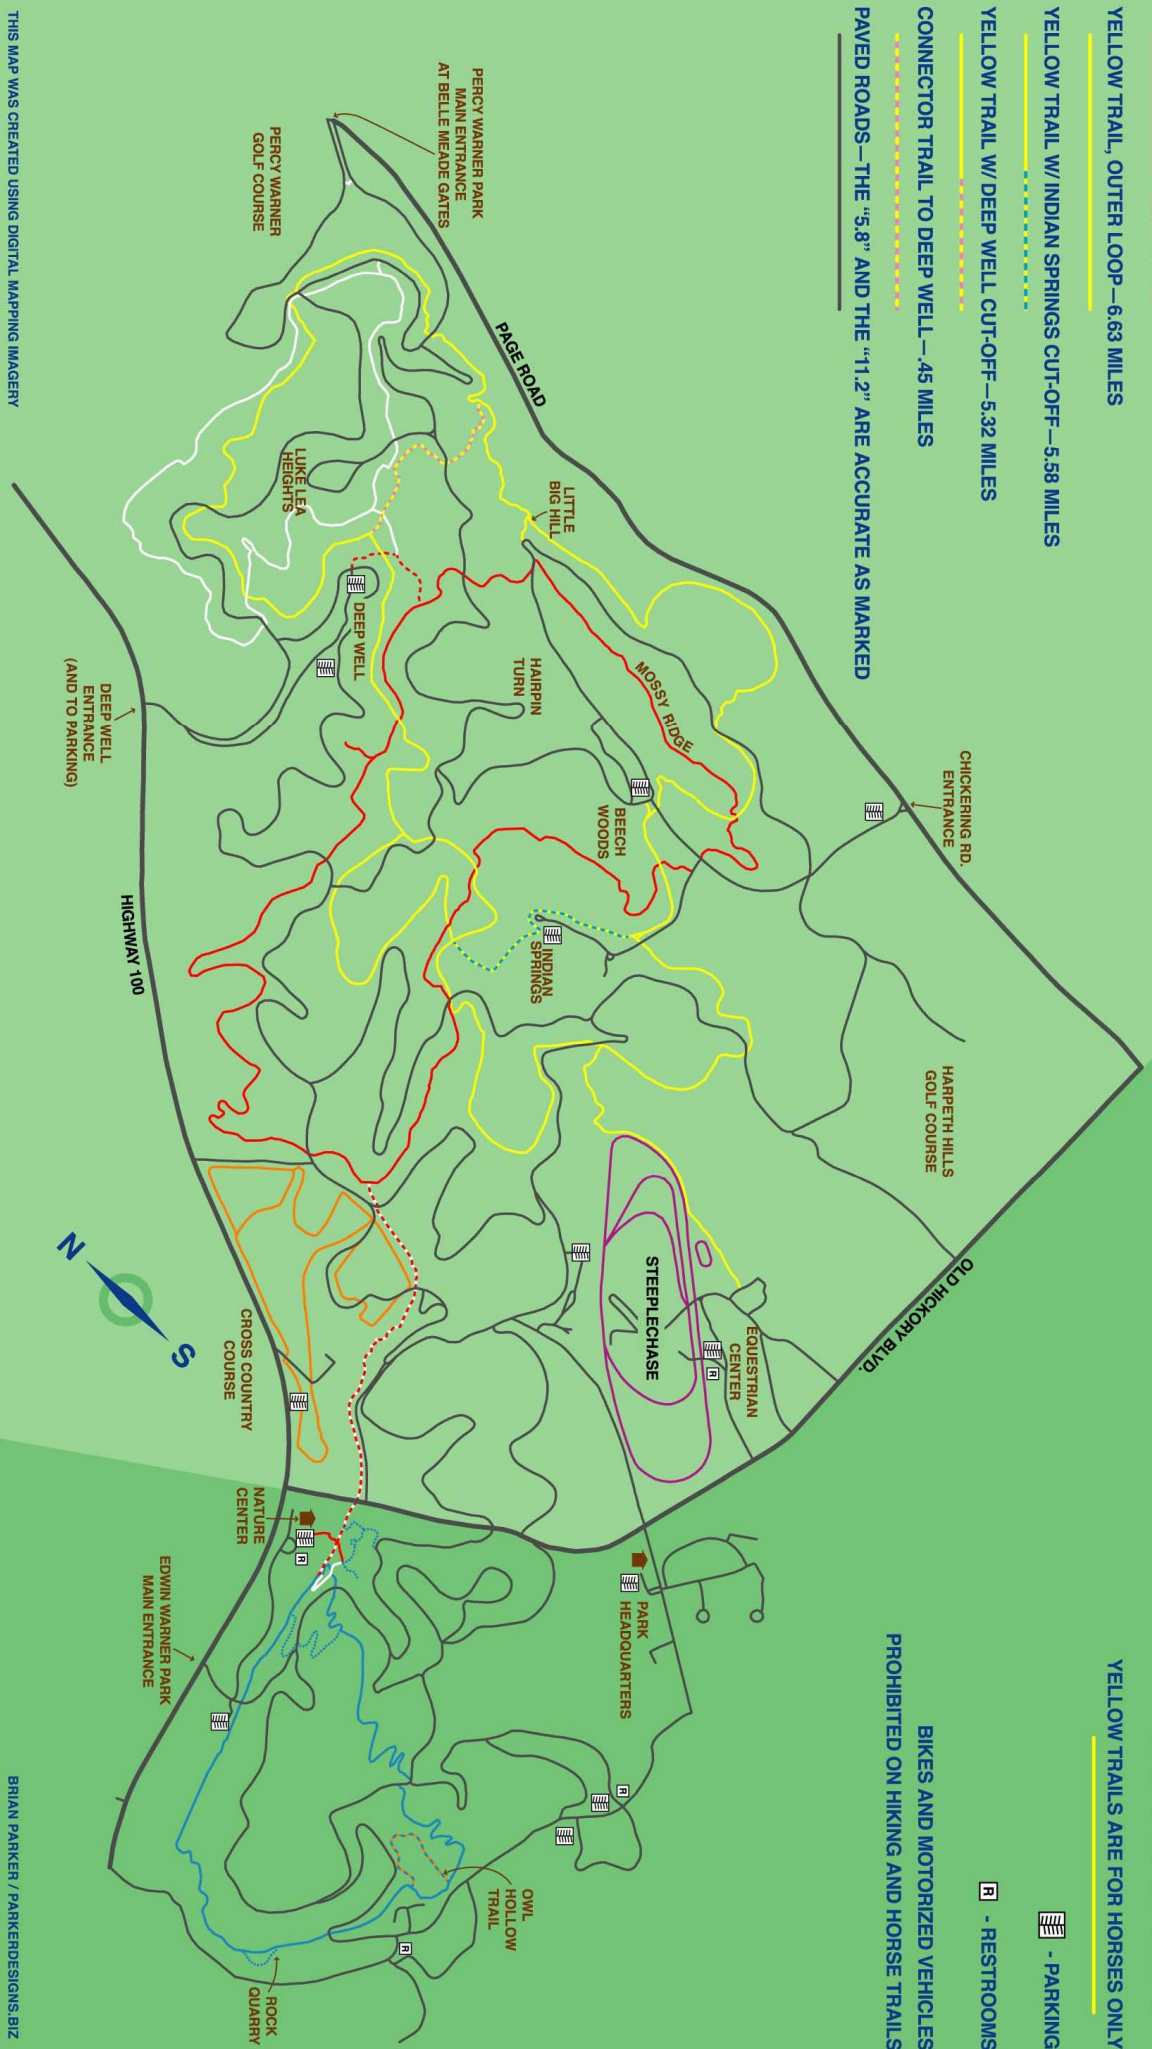 YELLOW TRAIL, OUTER LOOP—6.63 MILES
YELLOW TRAIL W/ INDIAN SPRINGS CUT-OFF—5.58 MILES
YELLOW TRAIL W/ DEEP WELL CUT-OFF—5.32 MILES
CONNECTOR TRAIL TO DEEP WELL—.45 MILES
PAVED ROADS—THE “5.8” AND THE “11.2” ARE ACCURATE AS MARKED
YELLOW TRAILS ARE FOR HORSES ONLY
- PARKING
R - RESTROOMS
BIKES AND MOTORIZED VEHICLES
PROHIBITED ON HIKING AND HORSE TRAILS
PERCY WARNER PARK
MAIN ENTRANCE
AT BELLE MEADE GATES
PERCY WARNER
GOLF COURSE
PAGE ROAD
LITTLE
BIG HILL
LUKE LEA
HEIGHTS
DEEP WELL
HAIRPIN
TURN
MOSSY RIDGE
CHICKERING RD.
ENTRANCE
BEECH
WOODS
DEEP WELL
ENTRANCE
(AND TO PARKING)
HIGHWAY 100
INDIAN
SPRINGS
HARPETH HILLS
GOLF COURSE
OLD HICKORY BLVD.
STEEPLECHASE
EQUESTRIAN
CENTER
R
N
S
CROSS COUNTRY
COURSE
NATURE
CENTER
R
PARK
HEADQUARTERS
EDWIN WARNER PARK
MAIN ENTRANCE
R
OWL
HOLLOW
TRAIL
R
ROCK
QUARRY
THIS MAP WAS CREATED USING DIGITAL MAPPING IMAGERY
BRIAN PARKER / PARKERDESIGNS.BIZ